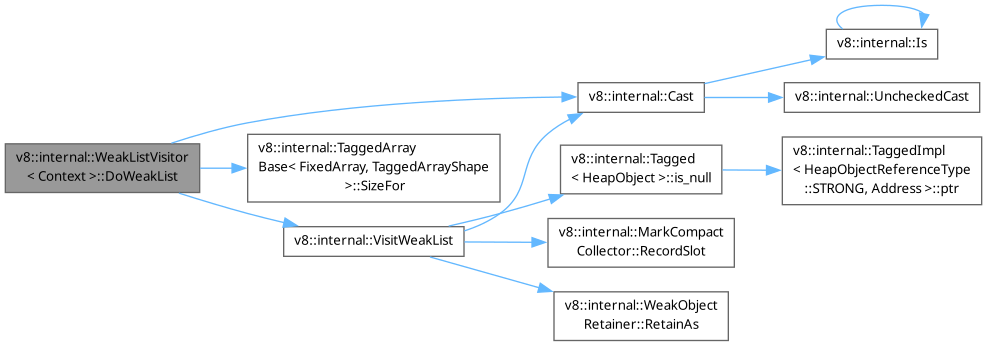 v8::internal::WeakListVisitor
< Context >::DoWeakList
v8::internal::TaggedArray
Base< FixedArray, TaggedArrayShape
>::SizeFor
v8::internal::VisitWeakList
v8::internal::Cast
v8::internal::Tagged
< HeapObject >::is_null
v8::internal::MarkCompact
Collector::RecordSlot
v8::internal::WeakObject
Retainer::RetainAs
v8::internal::Is
v8::internal::UncheckedCast
v8::internal::TaggedImpl
< HeapObjectReferenceType
::STRONG, Address >::ptr